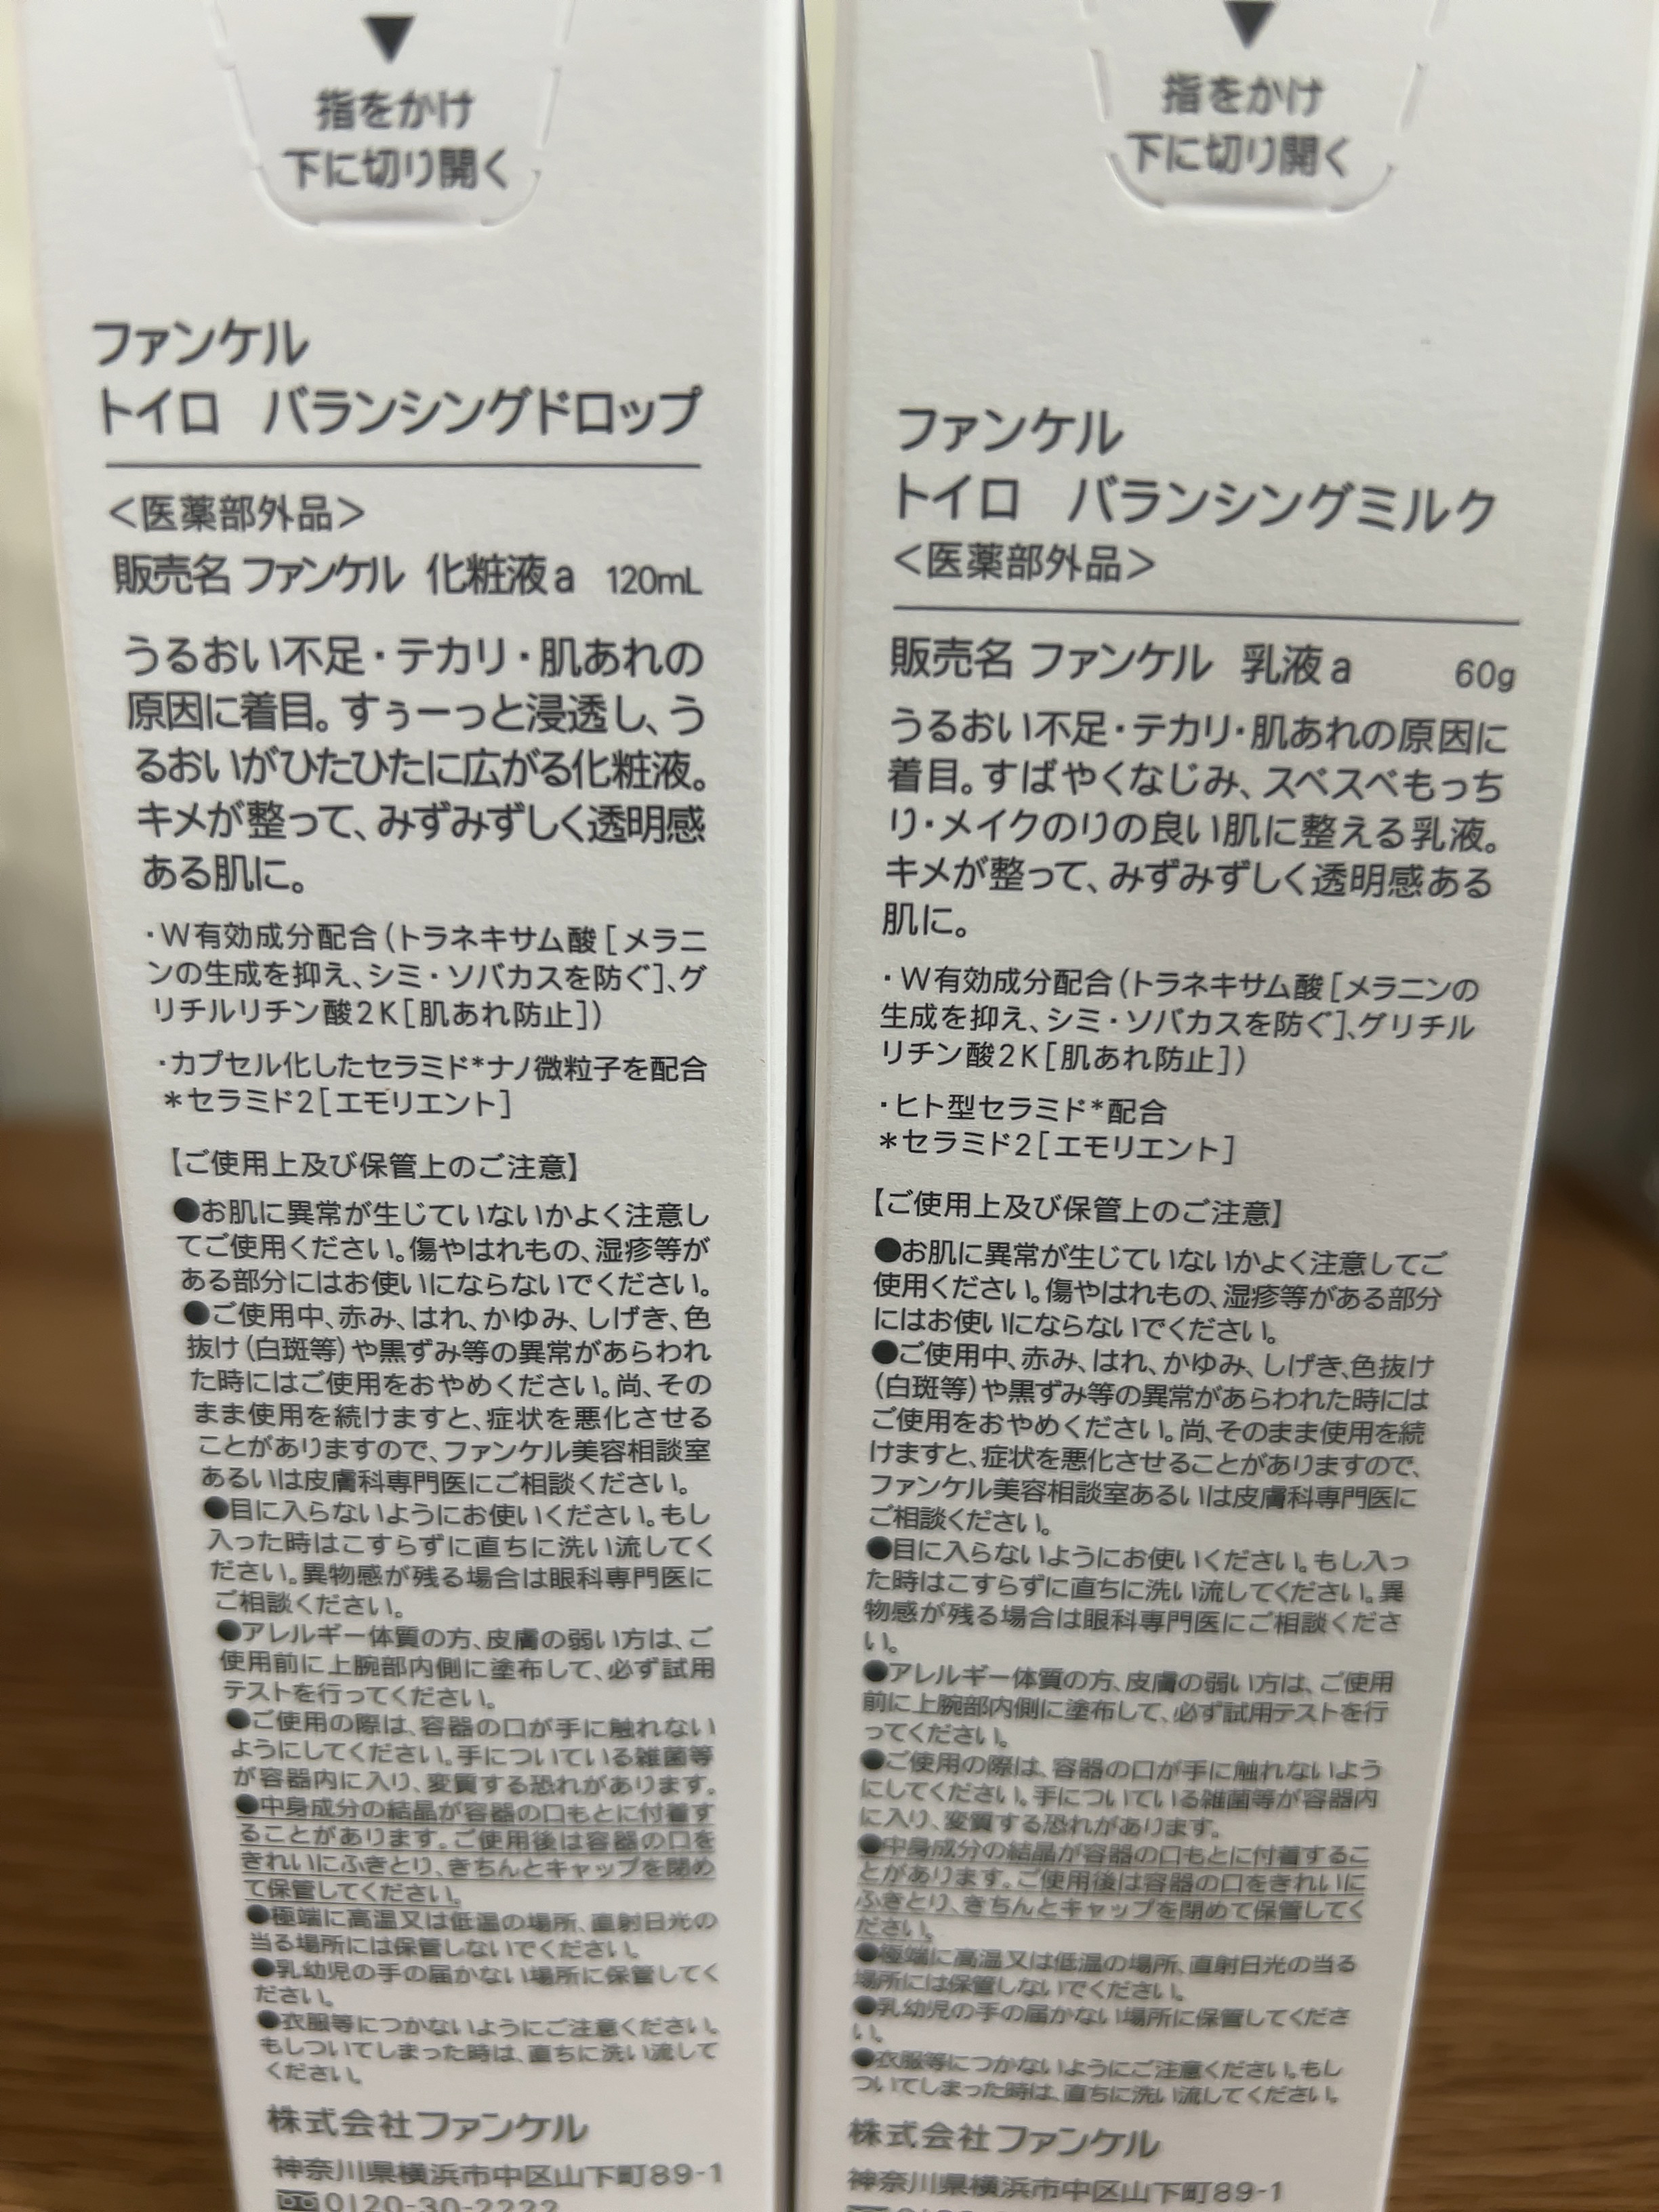 ▼
指をかけ
下に切り開く
ファンケル
トイロ バランシングドロップ
<医薬部外品>
販売名 ファンケル 化粧液a 120mL
うるおい不足・テカリ・肌あれの
原因に着目。すぅーっと浸透し、う
るおいがひたひたに広がる化粧液。
キメが整って、みずみずしく透明感
ある肌に。
・W有効成分配合(トラネキサム酸[メラニ
ンの生成を抑え、シミ・ソバカスを防ぐ]、グ
リチルリチン酸2K[肌あれ防止])
・カプセル化したセラミド*ナノ微粒子を配合
*セラミド2[エモリエント]
【ご使用上及び保管上のご注意】
●お肌に異常が生じていないかよく注意し
てご使用ください。傷やはれもの、湿疹等が
ある部分にはお使いにならないでください。
●ご使用中、赤み、はれ、かゆみ、しげき、色
抜け(白斑等)や黒ずみ等の異常があらわれ
た時にはご使用をおやめください。尚、その
まま使用を続けますと、症状を悪化させる
ことがありますので、ファンケル美容相談室
あるいは皮膚科専門医にご相談ください。
●目に入らないようにお使いください。もし
入った時はこすらずに直ちに洗い流してく
ださい。異物感が残る場合は眼科専門医に
ご相談ください。
●アレルギー体質の方、皮膚の弱い方は、ご
使用前に上腕部内側に塗布して、必ず試用
テストを行ってください。
●ご使用の際は、容器の口が手に触れない
ようにしてください。手についている雑菌等
が容器内に入り、変質する恐れがあります。
●中身成分の結晶が容器の口もとに付着す
ることがあります。ご使用後は容器の口を
きれいにふきとり、きちんとキャップを閉め
て保管してください。
●極端に高温又は低温の場所、直射日光の
当る場所には保管しないでください。
●乳幼児の手の届かない場所に保管してく
ださい。
●衣服等につかないようにご注意ください。
もしついてしまった時は、直ちに洗い流して
ください。
株式会社ファンケル
神奈川県横浜市中区山下町89-1
0120-30-2222
▼
指をかけ
下に切り開く
ファンケル
トイロ バランシングミルク
<医薬部外品>
販売名 ファンケル 乳液a 60g
うるおい不足・テカリ・肌あれの原因に
着目。すばやくなじみ、スベスベもっち
り・メイクのりの良い肌に整える乳液。
キメが整って、みずみずしく透明感ある
肌に。
・W有効成分配合(トラネキサム酸[メラニンの
生成を抑え、シミ・ソバカスを防ぐ]、グリチル
リチン酸2K[肌あれ防止])
・ヒト型セラミド*配合
*セラミド2[エモリエント]
【ご使用上及び保管上のご注意】
●お肌に異常が生じていないかよく注意してご
使用ください。傷やはれもの、湿疹等がある部分
にはお使いにならないでください。
●ご使用中、赤み、はれ、かゆみ、しげき、色抜け
(白斑等)や黒ずみ等の異常があらわれた時には
ご使用をおやめください。尚、そのまま使用を続
けますと、症状を悪化させることがありますので、
ファンケル美容相談室あるいは皮膚科専門医に
ご相談ください。
●目に入らないようにお使いください。もし入っ
た時はこすらずに直ちに洗い流してください。異
物感が残る場合は眼科専門医にご相談くださ
い。
●アレルギー体質の方、皮膚の弱い方は、ご使用
前に上腕部内側に塗布して、必ず試用テストを行
ってください。
●ご使用の際は、容器の口が手に触れないよう
にしてください。手についている雑菌等が容器内
に入り、変質する恐れがあります。
●中身成分の結晶が容器の口もとに付着するこ
とがあります。ご使用後は容器の口をきれいに
ふきとり、きちんとキャップを閉めて保管してく
ださい。
●極端に高温又は低温の場所、直射日光の当る
場所には保管しないでください。
●乳幼児の手の届かない場所に保管してくださ
い。
●衣服等につかないようにご注意ください。もし
ついてしまった時は、直ちに洗い流してください。
株式会社ファンケル
神奈川県横浜市中区山下町89-1